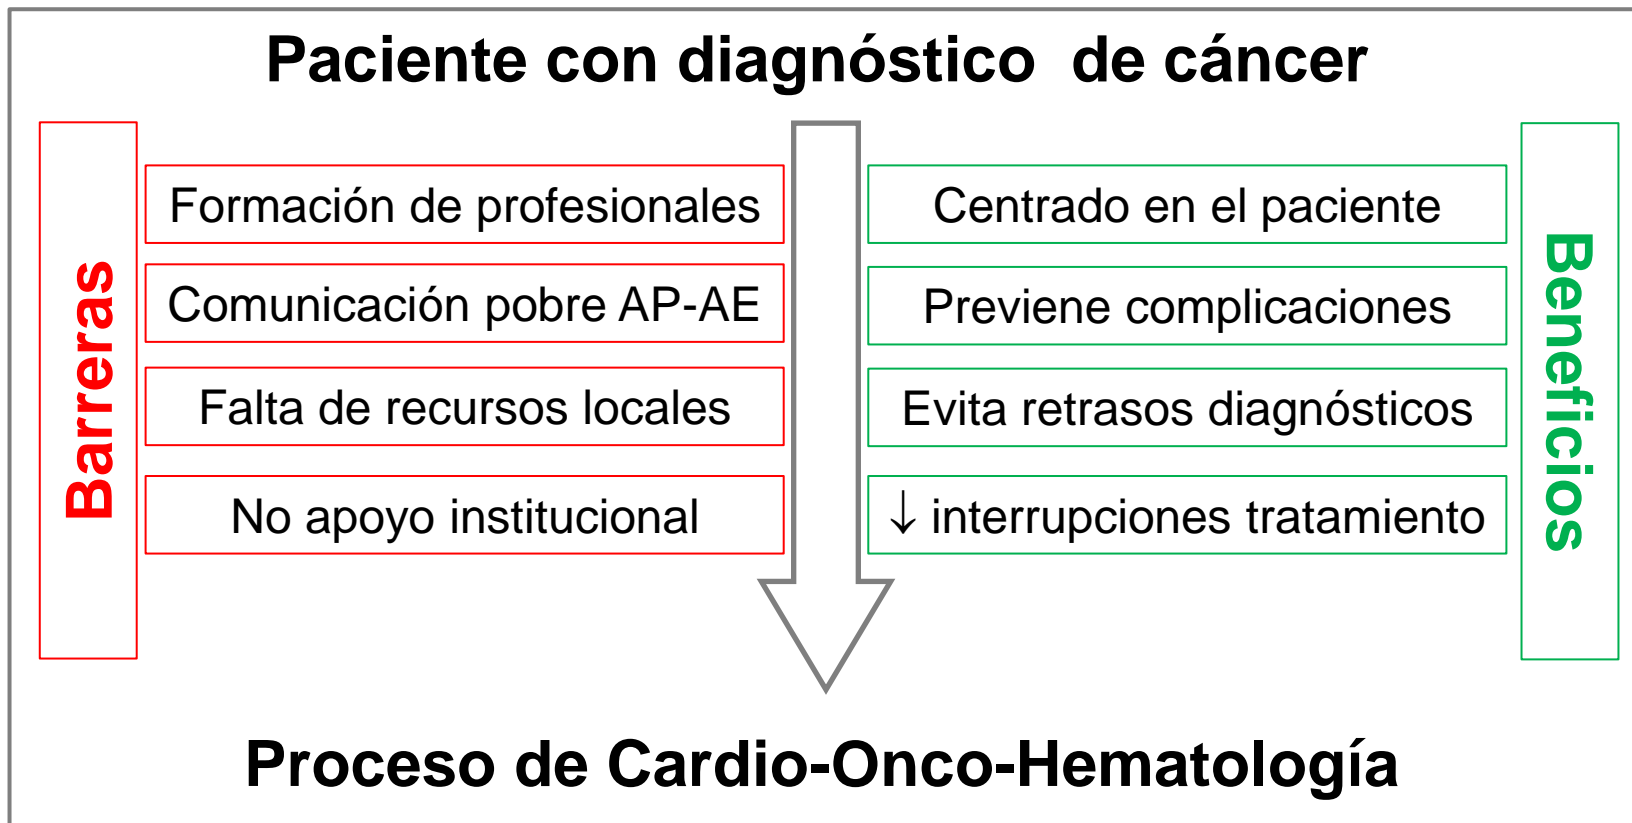 Paciente con diagnóstico de cáncer
Barreras
Formación de profesionales
Comunicación pobre AP-AE
Falta de recursos locales
No apoyo institucional
Centrado en el paciente
Previene complicaciones
Evita retrasos diagnósticos
↓ interrupciones tratamiento
Beneficios
Proceso de Cardio-Onco-Hematología